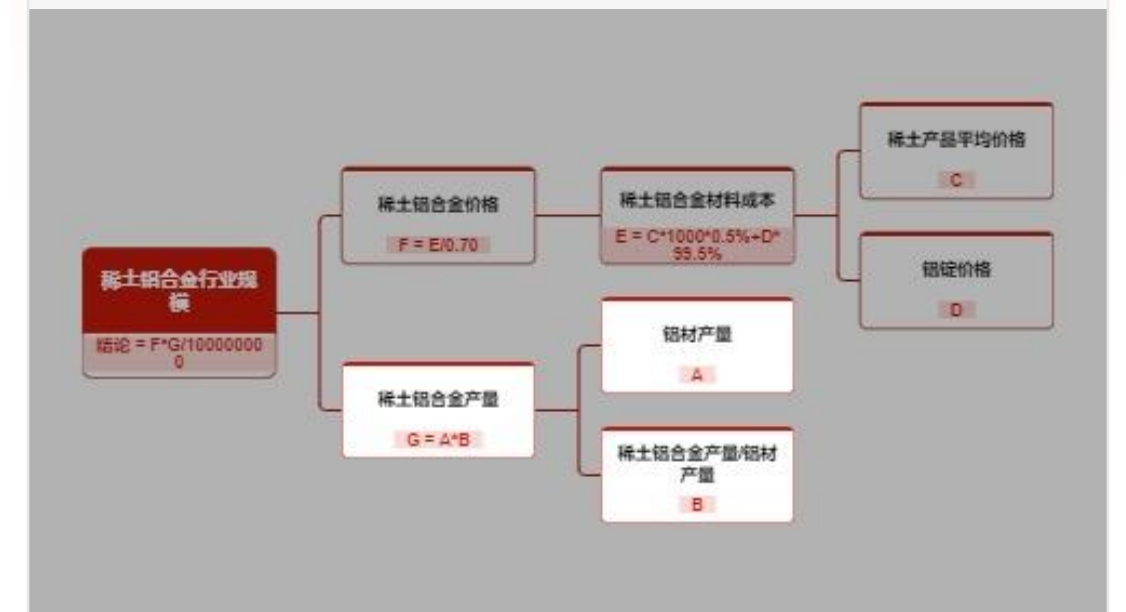 稀土铝合金行业规
模
结论 = F*G/10000000
0
稀土铝合金价格
F = E/0.70
稀土铝合金材料成本
E = C*1000*0.5%+D*
99.5%
稀土产品平均价格
C
铝锭价格
D
稀土铝合金产量
G = A*B
铝材产量
A
稀土铝合金产量/铝材
产量
B